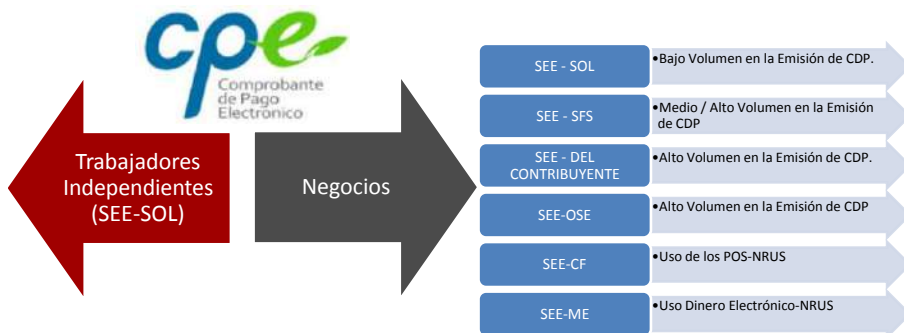 cpe
Comprobante
de Pago
Electrónico
Trabajadores
Independientes
(SEE-SOL)
Negocios
SEE - SOL
•Bajo Volumen en la Emisión de CDP.
SEE - SFS
•Medio / Alto Volumen en la Emisión
de CDP
SEE - DEL
CONTRIBUYENTE
•Alto Volumen en la Emisión de CDP.
SEE-OSE
•Alto Volumen en la Emisión de CDP
SEE-CF
•Uso de los POS-NRUS
SEE-ME
•Uso Dinero Electrónico-NRUS